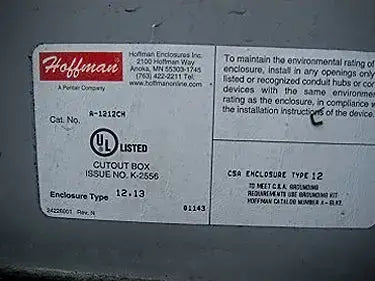 Hoffman
A Pentair Company
Hoffman Enclosures Inc.
2100 Hoffman Way
Anoka, MN 55303-1745
(763) 422-2211 Tel.
www.hoffmanonline.com
Cat. No. A-1212CH
UL LISTED
CUTOUT BOX
ISSUE NO. K-2556
Enclosure Type 12,13
24220001 Rev. N 01143
To maintain the environmental rating of
enclosure, install in any openings only
listed or recognized conduit hubs or
devices with the same environment
rating as the enclosure, in compliance w
the installation instructions of the device.
CSA ENCLOSURE TYPE 12
TO MEET C.S.A. GROUNDING
REQUIREMENTS USE GROUNDING KIT
HOFFMAN CATALOG NUMBER